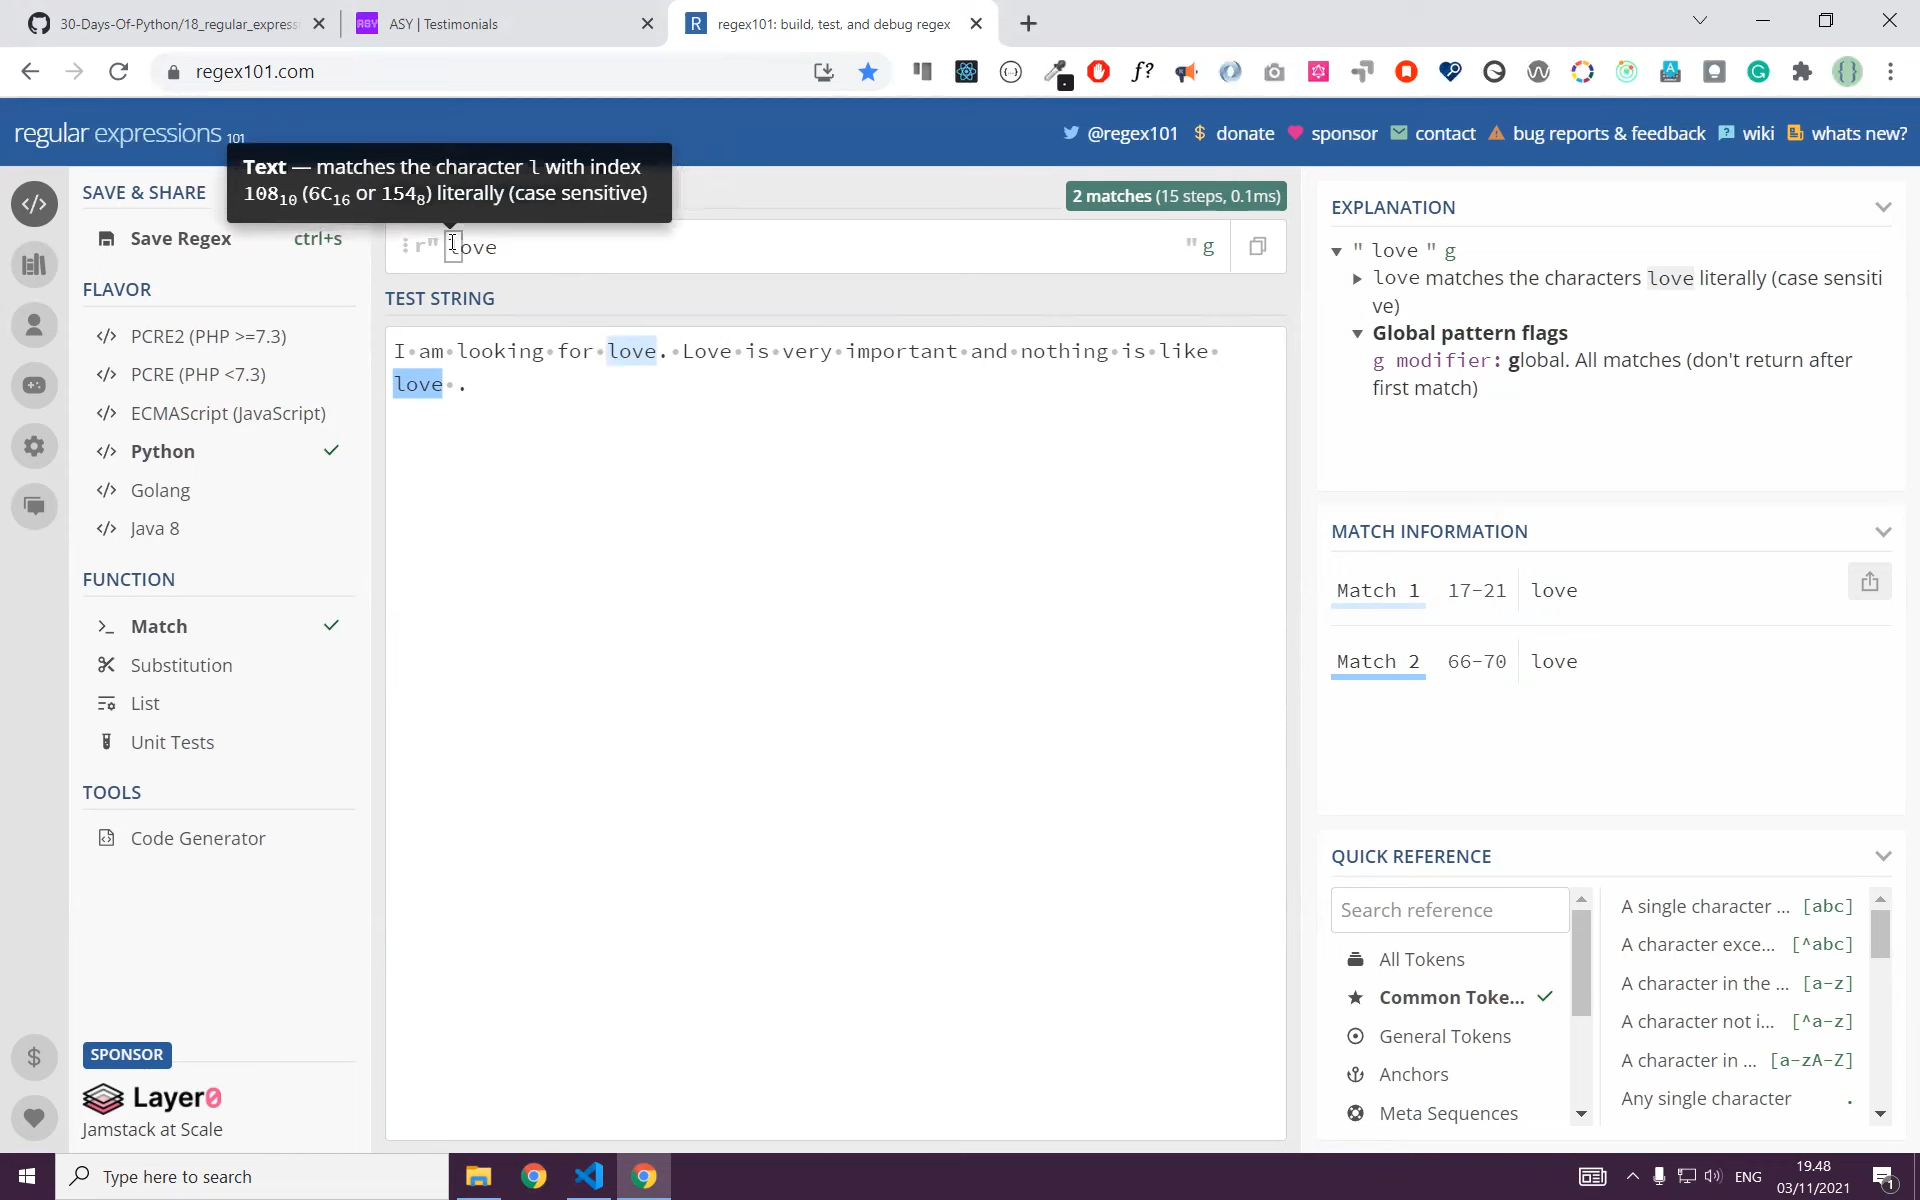 30-Days-Of-Python/18_regular_express
ASY | Testimonials
regex101: build, test, and debug regex
regex101.com
regular expressions 101
@regex101
$ donate
sponsor
contact
bug reports & feedback
wiki
whats new?
Text — matches the character l with index
108₁₀ (6C₁₆ or 154₈) literally (case sensitive)
SAVE & SHARE
Save Regex ctrl+s
FLAVOR
PCRE2 (PHP >=7.3)
PCRE (PHP <7.3)
ECMAScript (JavaScript)
Python
Golang
Java 8
FUNCTION
Match
Substitution
List
Unit Tests
TOOLS
Code Generator
SPONSOR
Layer0
Jamstack at Scale
2 matches (15 steps, 0.1ms)
r" love " g
TEST STRING
I·am·looking·for·love.·Love·is·very·important·and·nothing·is·like·
love·.
EXPLANATION
" love " g
love matches the characters love literally (case sensiti
ve)
Global pattern flags
g modifier: global. All matches (don't return after
first match)
MATCH INFORMATION
Match 1 17-21 love
Match 2 66-70 love
QUICK REFERENCE
Search reference
All Tokens
Common Toke...
General Tokens
Anchors
Meta Sequences
A single character ... [abc]
A character exce... [^abc]
A character in the ... [a-z]
A character not i... [^a-z]
A character in ... [a-zA-Z]
Any single character .
Type here to search
ENG
19.48
03/11/2021
1